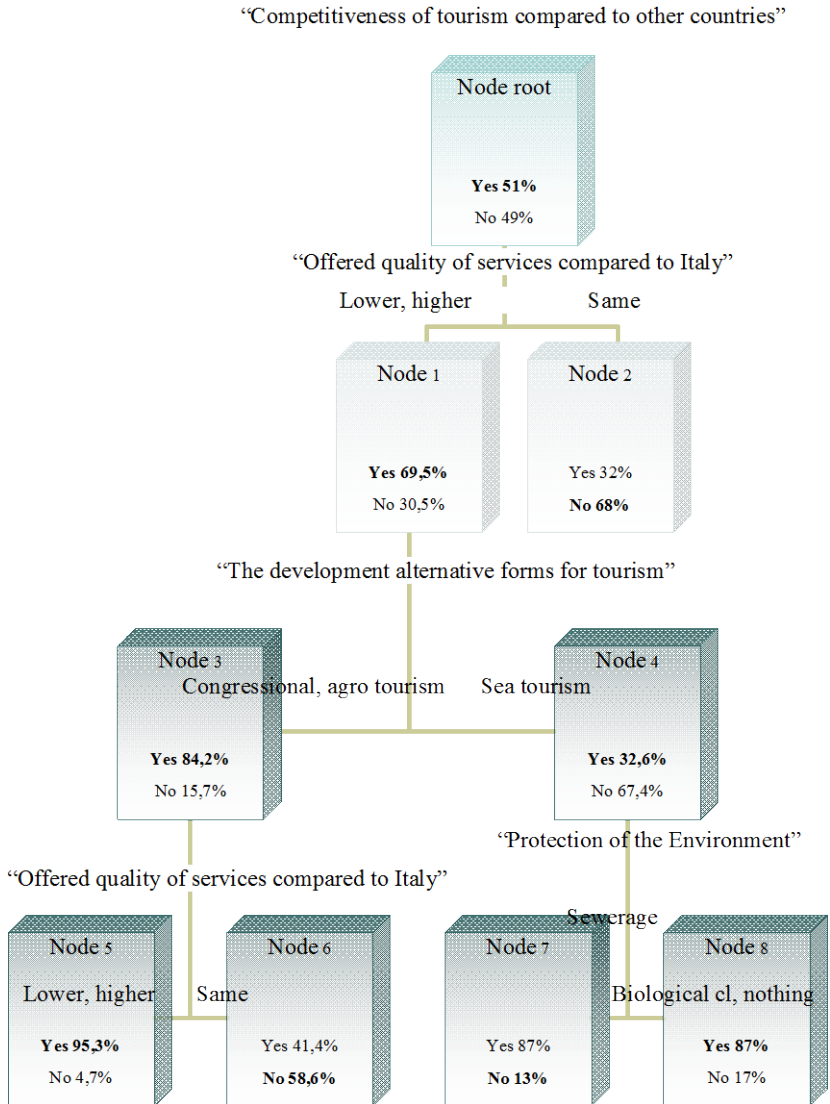 “Competitiveness of tourism compared to other countries”
Node root
Yes 51%
No 49%
“Offered quality of services compared to Italy”
Lower, higher
Same
Node 1
Yes 69,5%
No 30,5%
Node 2
Yes 32%
No 68%
“The development alternative forms for tourism”
Congressional, agro tourism
Sea tourism
Node 3
Yes 84,2%
No 15,7%
Node 4
Yes 32,6%
No 67,4%
“Offered quality of services compared to Italy”
“Protection of the Environment”
Lower, higher
Same
Sewerage
Biological cl, nothing
Node 5
Yes 95,3%
No 4,7%
Node 6
Yes 41,4%
No 58,6%
Node 7
Yes 87%
No 13%
Node 8
Yes 87%
No 17%